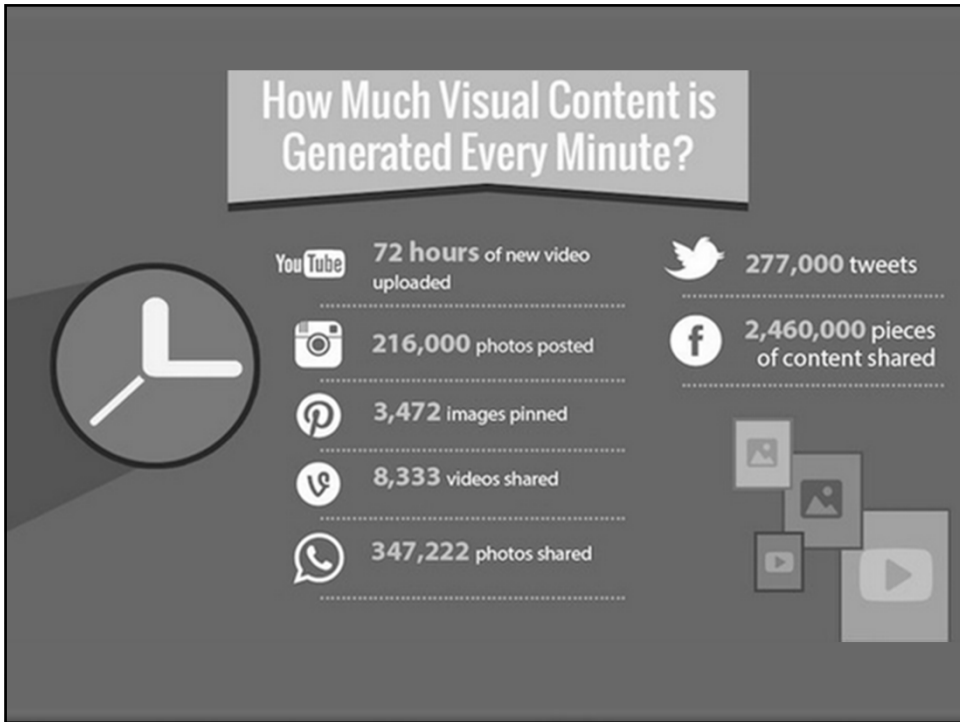 How Much Visual Content is
Generated Every Minute?
You Tube
72 hours of new video
uploaded
216,000 photos posted
3,472 images pinned
8,333 videos shared
347,222 photos shared
277,000 tweets
2,460,000 pieces
of content shared